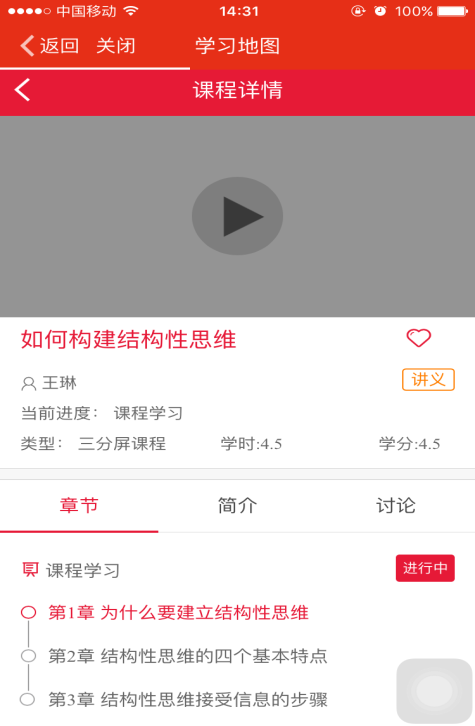 中国移动 14:31 100%
返回 关闭 学习地图
课程详情
如何构建结构性思维
王琳 讲义
当前进度： 课程学习
类型： 三分屏课程 学时:4.5 学分:4.5
章节 简介 讨论
课程学习 进行中
第1章 为什么要建立结构性思维
第2章 结构性思维的四个基本特点
第3章 结构性思维接受信息的步骤